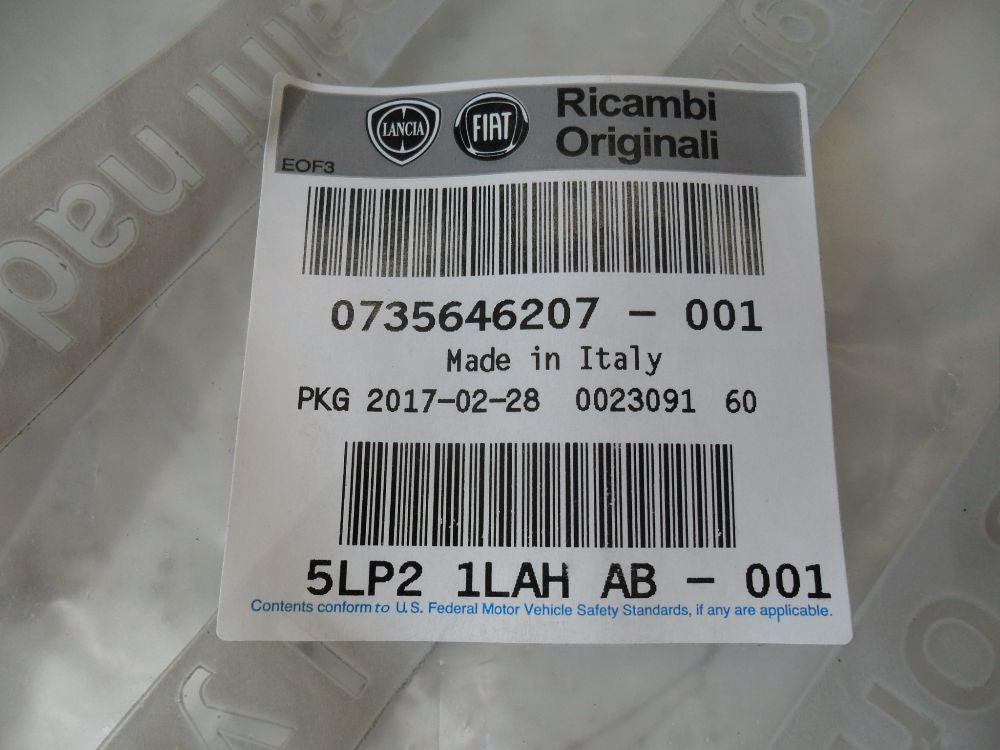 LANCIA FIAT Ricambi
Originali
EOF3
0735646207 - 001
Made in Italy
PKG 2017-02-28 0023091 60
5LP2 1LAH AB - 001
Contents conform to U.S. Federal Motor Vehicle Safety Standards, if any are applicable.